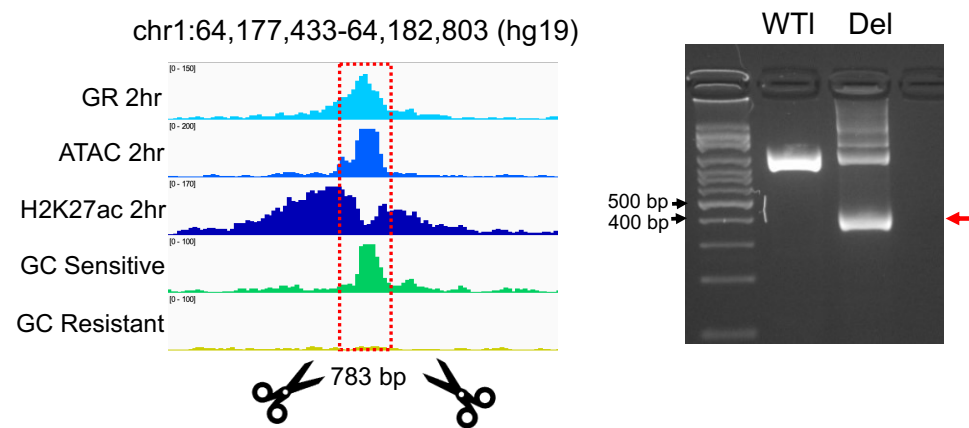 chr1:64,177,433-64,182,803 (hg19)
[0 - 150]
GR 2hr
[0 - 200]
ATAC 2hr
[0 - 170]
H2K27ac 2hr
[0 - 100]
GC Sensitive
[0 - 100]
GC Resistant
783 bp
WTl Del
500 bp
400 bp